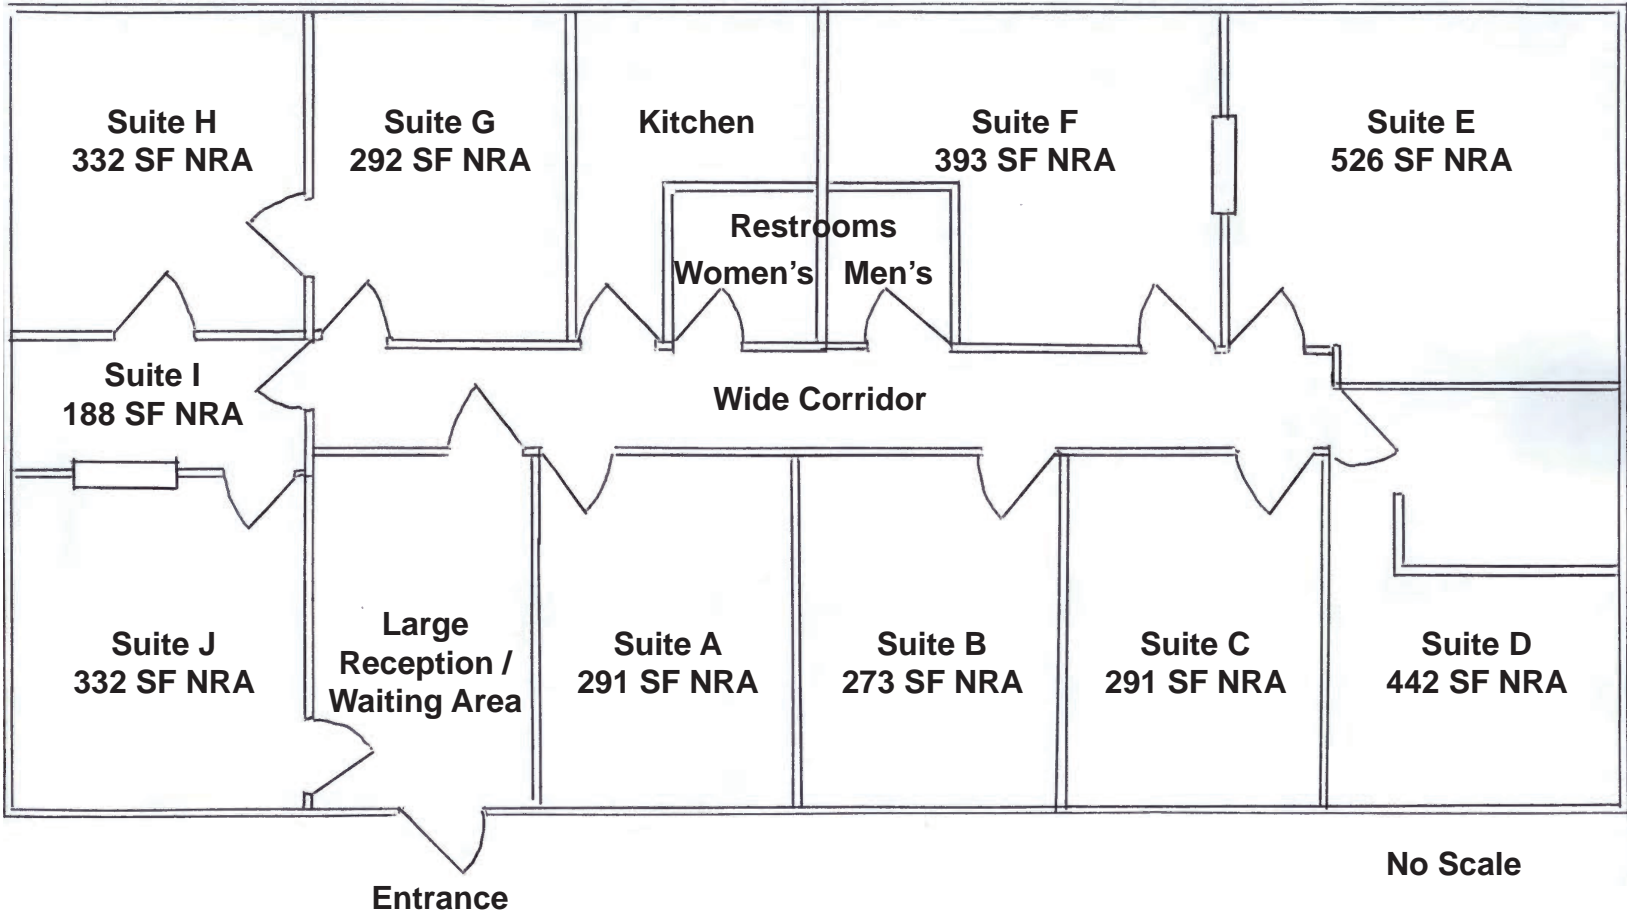 Suite H
332 SF NRA
Suite G
292 SF NRA
Kitchen
Suite F
393 SF NRA
Suite E
526 SF NRA
Restrooms
Women’s
Men’s
Suite I
188 SF NRA
Wide Corridor
Suite J
332 SF NRA
Large
Reception /
Waiting Area
Suite A
291 SF NRA
Suite B
273 SF NRA
Suite C
291 SF NRA
Suite D
442 SF NRA
No Scale
Entrance